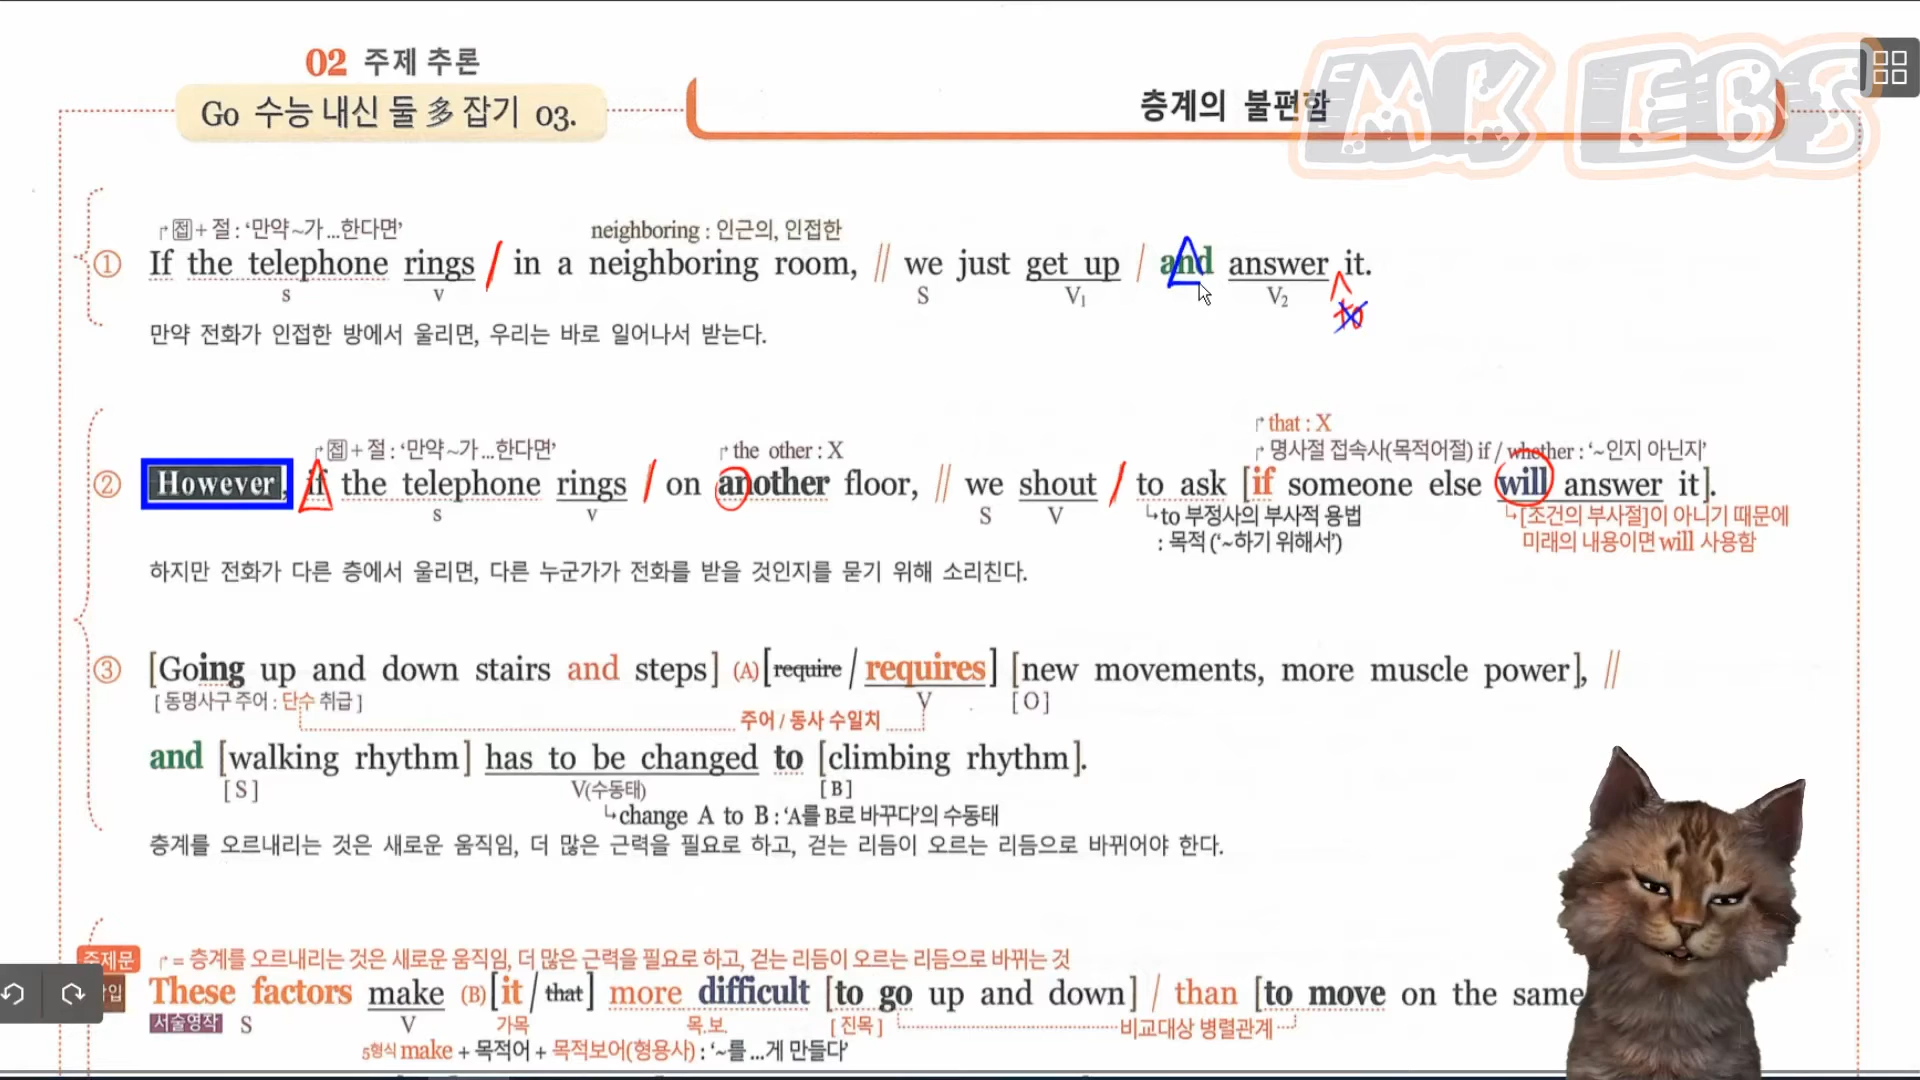 02 주제 추론
Go 수능 내신 둘 多 잡기 03.
층계의 불편함
MK EBS
┌접+절 : ‘만약~가...한다면’
neighboring : 인근의, 인접한
① If the telephone rings / in a neighboring room, // we just get up / and answer it.
s v S V₁ V₂
to
만약 전화가 인접한 방에서 울리면, 우리는 바로 일어나서 받는다.
┌that : X
┌접+절 : ‘만약~가...한다면’ ┌the other : X ┌명사절 접속사(목적어절) if / whether : ‘~인지 아닌지’
② However, if the telephone rings / on another floor, // we shout / to ask [if someone else will answer it].
s v S V ↳to 부정사의 부사적 용법 ↳[조건의 부사절]이 아니기 때문에
: 목적 (‘~하기 위해서’) 미래의 내용이면 will 사용함
하지만 전화가 다른 층에서 울리면, 다른 누군가가 전화를 받을 것인지를 묻기 위해 소리친다.
③ [Going up and down stairs and steps] (A)[require / requires] [new movements, more muscle power], //
[ 동명사구 주어 : 단수 취급 ] V [ O ]
주어 / 동사 수일치
and [walking rhythm] has to be changed to [climbing rhythm].
[ S ] V(수동태) [ B ]
↳change A to B : ‘A를 B로 바꾸다’의 수동태
층계를 오르내리는 것은 새로운 움직임, 더 많은 근력을 필요로 하고, 걷는 리듬이 오르는 리듬으로 바뀌어야 한다.
주제문 ┌= 층계를 오르내리는 것은 새로운 움직임, 더 많은 근력을 필요로 하고, 걷는 리듬이 오르는 리듬으로 바뀌는 것
These factors make (B)[it / that] more difficult [to go up and down] / than [to move on the same
서술영작 S V 가목 목.보. [ 진목 ] 비교대상 병렬관계
5형식 make + 목적어 + 목적보어(형용사) : ‘~를 ...게 만들다’